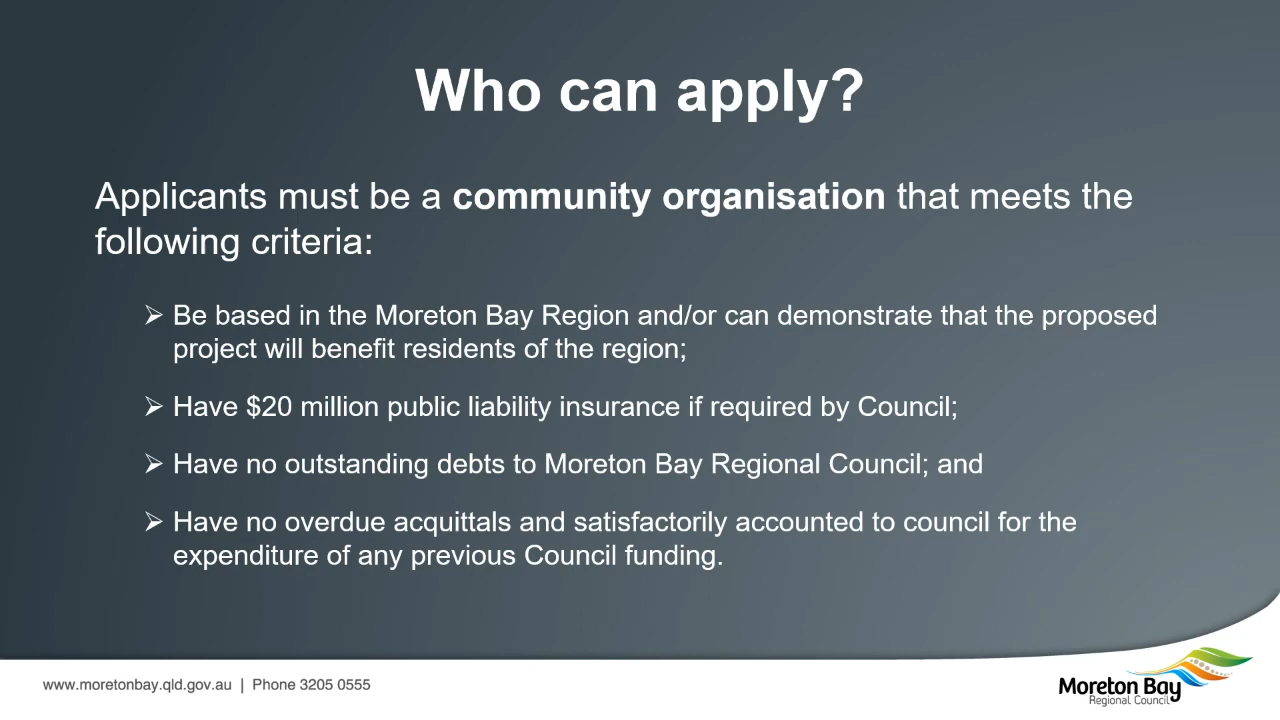 Who can apply?
Applicants must be a community organisation that meets the
following criteria:
➢ Be based in the Moreton Bay Region and/or can demonstrate that the proposed
project will benefit residents of the region;
➢ Have $20 million public liability insurance if required by Council;
➢ Have no outstanding debts to Moreton Bay Regional Council; and
➢ Have no overdue acquittals and satisfactorily accounted to council for the
expenditure of any previous Council funding.
www.moretonbay.qld.gov.au | Phone 3205 0555
Moreton Bay
Regional Council